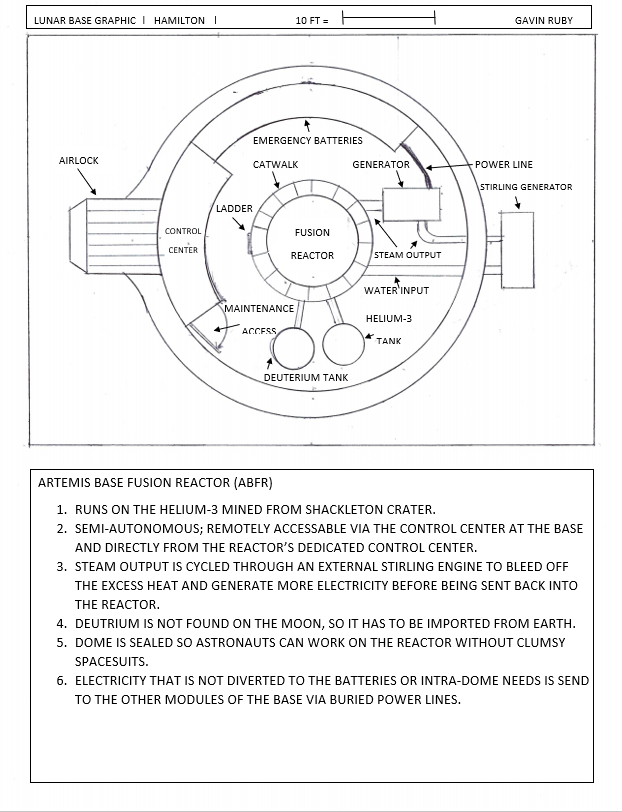 LUNAR BASE GRAPHIC | HAMILTON | 10 FT = GAVIN RUBY
EMERGENCY BATTERIES
AIRLOCK
CATWALK
GENERATOR
POWER LINE
STIRLING GENERATOR
LADDER
CONTROL
CENTER
FUSION
REACTOR
STEAM OUTPUT
WATER INPUT
MAINTENANCE
ACCESS
HELIUM-3
TANK
DEUTERIUM TANK
ARTEMIS BASE FUSION REACTOR (ABFR)
1. RUNS ON THE HELIUM-3 MINED FROM SHACKLETON CRATER.
2. SEMI-AUTONOMOUS; REMOTELY ACCESSABLE VIA THE CONTROL CENTER AT THE BASE
AND DIRECTLY FROM THE REACTOR'S DEDICATED CONTROL CENTER.
3. STEAM OUTPUT IS CYCLED THROUGH AN EXTERNAL STIRLING ENGINE TO BLEED OFF
THE EXCESS HEAT AND GENERATE MORE ELECTRICITY BEFORE BEING SENT BACK INTO
THE REACTOR.
4. DEUTRIUM IS NOT FOUND ON THE MOON, SO IT HAS TO BE IMPORTED FROM EARTH.
5. DOME IS SEALED SO ASTRONAUTS CAN WORK ON THE REACTOR WITHOUT CLUMSY
SPACESUITS.
6. ELECTRICITY THAT IS NOT DIVERTED TO THE BATTERIES OR INTRA-DOME NEEDS IS SEND
TO THE OTHER MODULES OF THE BASE VIA BURIED POWER LINES.